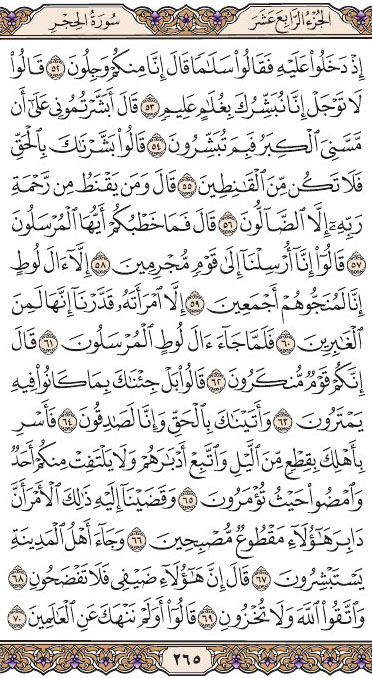 الجزء الرابع عشر
سورة الحجر
إِذْ دَخَلُوا۟ عَلَيْهِ فَقَالُوا۟ سَلَـٰمًا قَالَ إِنَّا مِنكُمْ وَجِلُونَ ٥٢ قَالُوا۟
لَا تَوْجَلْ إِنَّا نُبَشِّرُكَ بِغُلَـٰمٍ عَلِيمٍ ٥٣ قَالَ أَبَشَّرْتُمُونِى عَلَىٰٓ أَن
مَّسَّنِىَ ٱلْكِبَرُ فَبِمَ تُبَشِّرُونَ ٥٤ قَالُوا۟ بَشَّرْنَـٰكَ بِٱلْحَقِّ
فَلَا تَكُن مِّنَ ٱلْقَـٰنِطِينَ ٥٥ قَالَ وَمَن يَقْنَطُ مِن رَّحْمَةِ
رَبِّهِۦٓ إِلَّا ٱلضَّآلُّونَ ٥٦ قَالَ فَمَا خَطْبُكُمْ أَيُّهَا ٱلْمُرْسَلُونَ
٥٧ قَالُوٓا۟ إِنَّآ أُرْسِلْنَآ إِلَىٰ قَوْمٍ مُّجْرِمِينَ ٥٨ إِلَّآ ءَالَ لُوطٍ
إِنَّا لَمُنَجُّوهُمْ أَجْمَعِينَ ٥٩ إِلَّا ٱمْرَأَتَهُۥ قَدَّرْنَآ إِنَّهَا لَمِنَ
ٱلْغَـٰبِرِينَ ٦٠ فَلَمَّا جَآءَ ءَالَ لُوطٍ ٱلْمُرْسَلُونَ ٦١ قَالَ
إِنَّكُمْ قَوْمٌ مُّنكَرُونَ ٦٢ قَالُوا۟ بَلْ جِئْنَـٰكَ بِمَا كَانُوا۟ فِيهِ
يَمْتَرُونَ ٦٣ وَأَتَيْنَـٰكَ بِٱلْحَقِّ وَإِنَّا لَصَـٰدِقُونَ ٦٤ فَأَسْرِ
بِأَهْلِكَ بِقِطْعٍ مِّنَ ٱلَّيْلِ وَٱتَّبِعْ أَدْبَـٰرَهُمْ وَلَا يَلْتَفِتْ مِنكُمْ أَحَدٌ
وَٱمْضُوا۟ حَيْثُ تُؤْمَرُونَ ٦٥ وَقَضَيْنَآ إِلَيْهِ ذَٰلِكَ ٱلْأَمْرَ أَنَّ
دَابِرَ هَـٰٓؤُلَآءِ مَقْطُوعٌ مُّصْبِحِينَ ٦٦ وَجَآءَ أَهْلُ ٱلْمَدِينَةِ
يَسْتَبْشِرُونَ ٦٧ قَالَ إِنَّ هَـٰٓؤُلَآءِ ضَيْفِى فَلَا تَفْضَحُونِ ٦٨
وَٱتَّقُوا۟ ٱللَّهَ وَلَا تُخْزُونِ ٦٩ قَالُوٓا۟ أَوَلَمْ نَنْهَكَ عَنِ ٱلْعَـٰلَمِينَ ٧٠
٢٦٥